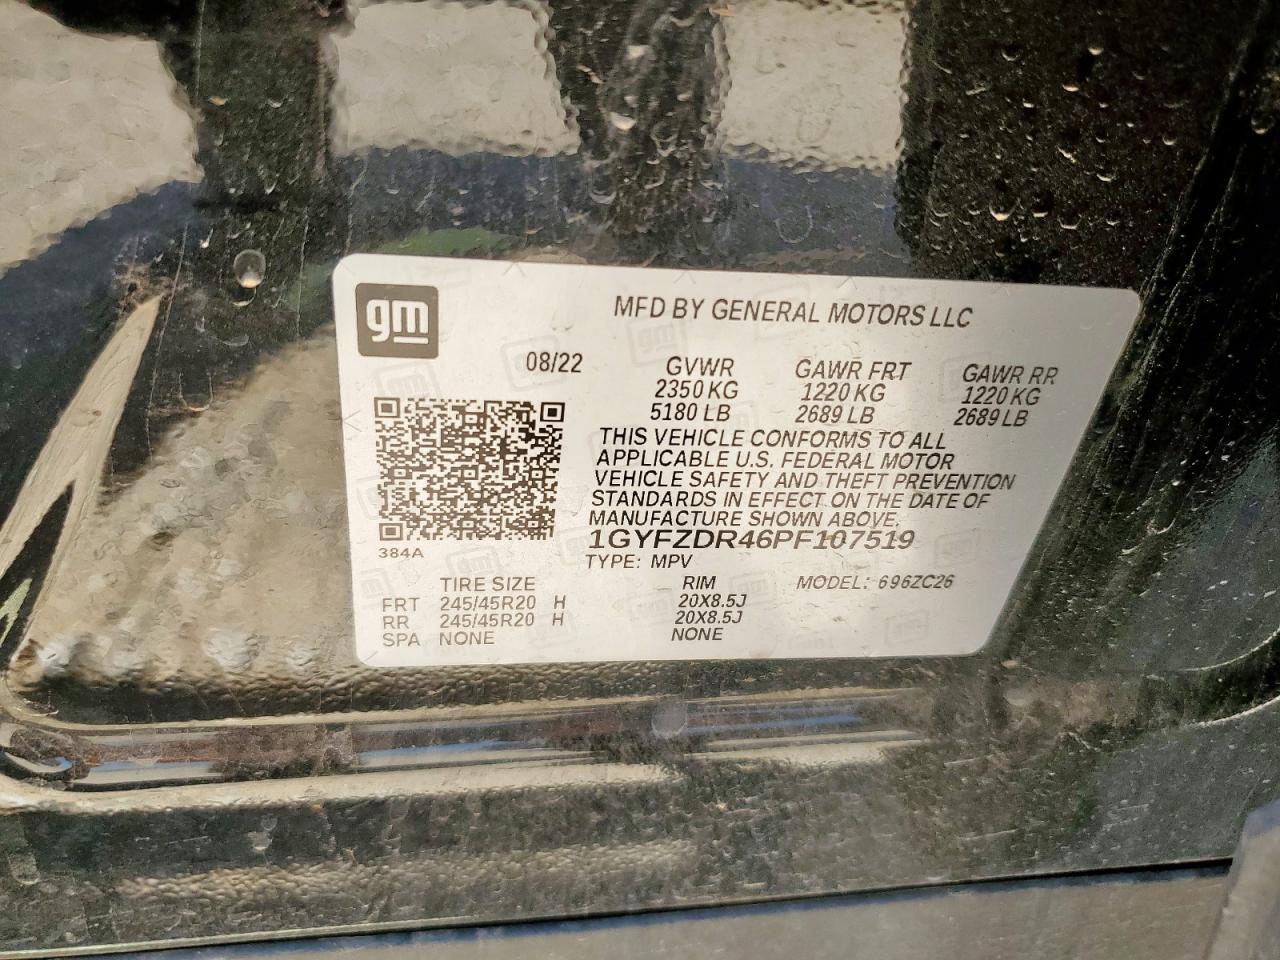 gm
MFD BY GENERAL MOTORS LLC
08/22 GVWR GAWR FRT GAWR RR
2350 KG 1220 KG 1220 KG
5180 LB 2689 LB 2689 LB
THIS VEHICLE CONFORMS TO ALL
APPLICABLE U.S. FEDERAL MOTOR
VEHICLE SAFETY AND THEFT PREVENTION
STANDARDS IN EFFECT ON THE DATE OF
MANUFACTURE SHOWN ABOVE.
1GYFZDR46PF107519
384A
TYPE: MPV
TIRE SIZE RIM MODEL: 696ZC26
FRT 245/45R20 H 20X8.5J
RR 245/45R20 H 20X8.5J
SPA NONE NONE